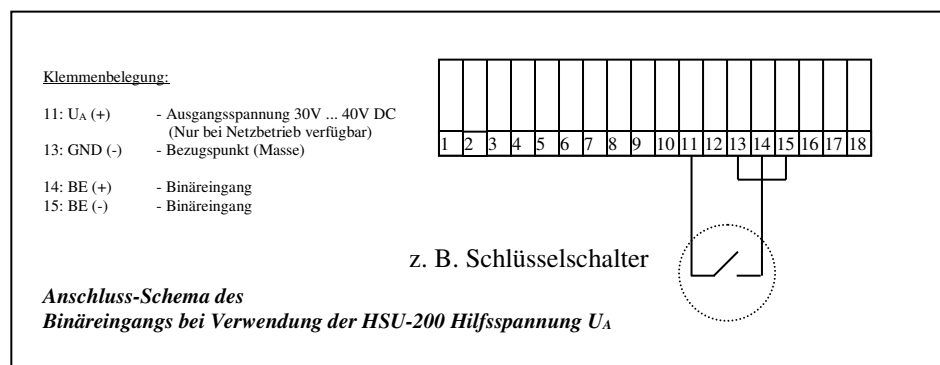 Klemmenbelegung:
11: UA (+) - Ausgangsspannung 30V ... 40V DC
(Nur bei Netzbetrieb verfügbar)
13: GND (-) - Bezugspunkt (Masse)
14: BE (+) - Binäreingang
15: BE (-) - Binäreingang
1 2 3 4 5 6 7 8 9 10 11 12 13 14 15 16 17 18
z. B. Schlüsselschalter
Anschluss-Schema des
Binäreingangs bei Verwendung der HSU-200 Hilfsspannung UA